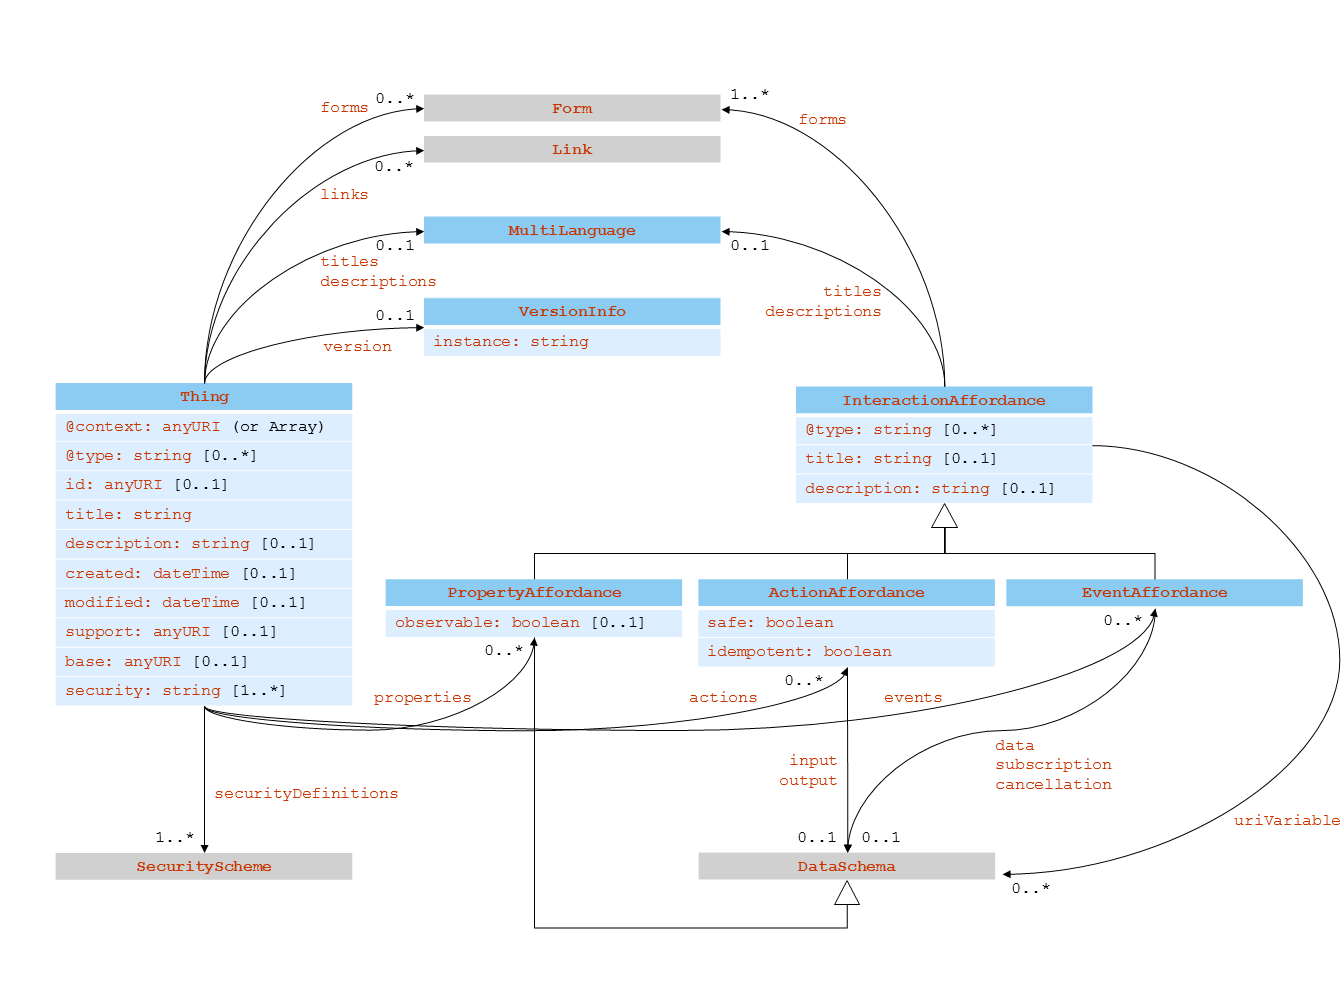 forms
0..*
Form
1..*
forms
Link
0..*
links
MultiLanguage
0..1
titles
descriptions
0..1
titles
descriptions
VersionInfo
instance: string
0..1
version
Thing
@context: anyURI (or Array)
@type: string [0..*]
id: anyURI [0..1]
title: string
description: string [0..1]
created: dateTime [0..1]
modified: dateTime [0..1]
support: anyURI [0..1]
base: anyURI [0..1]
security: string [1..*]
InteractionAffordance
@type: string [0..*]
title: string [0..1]
description: string [0..1]
PropertyAffordance
observable: boolean [0..1]
ActionAffordance
safe: boolean
idempotent: boolean
EventAffordance
0..*
properties
0..*
actions
0..*
events
input
output
data
subscription
cancellation
securityDefinitions
1..*
SecurityScheme
0..1
0..1
DataSchema
uriVariable
0..*